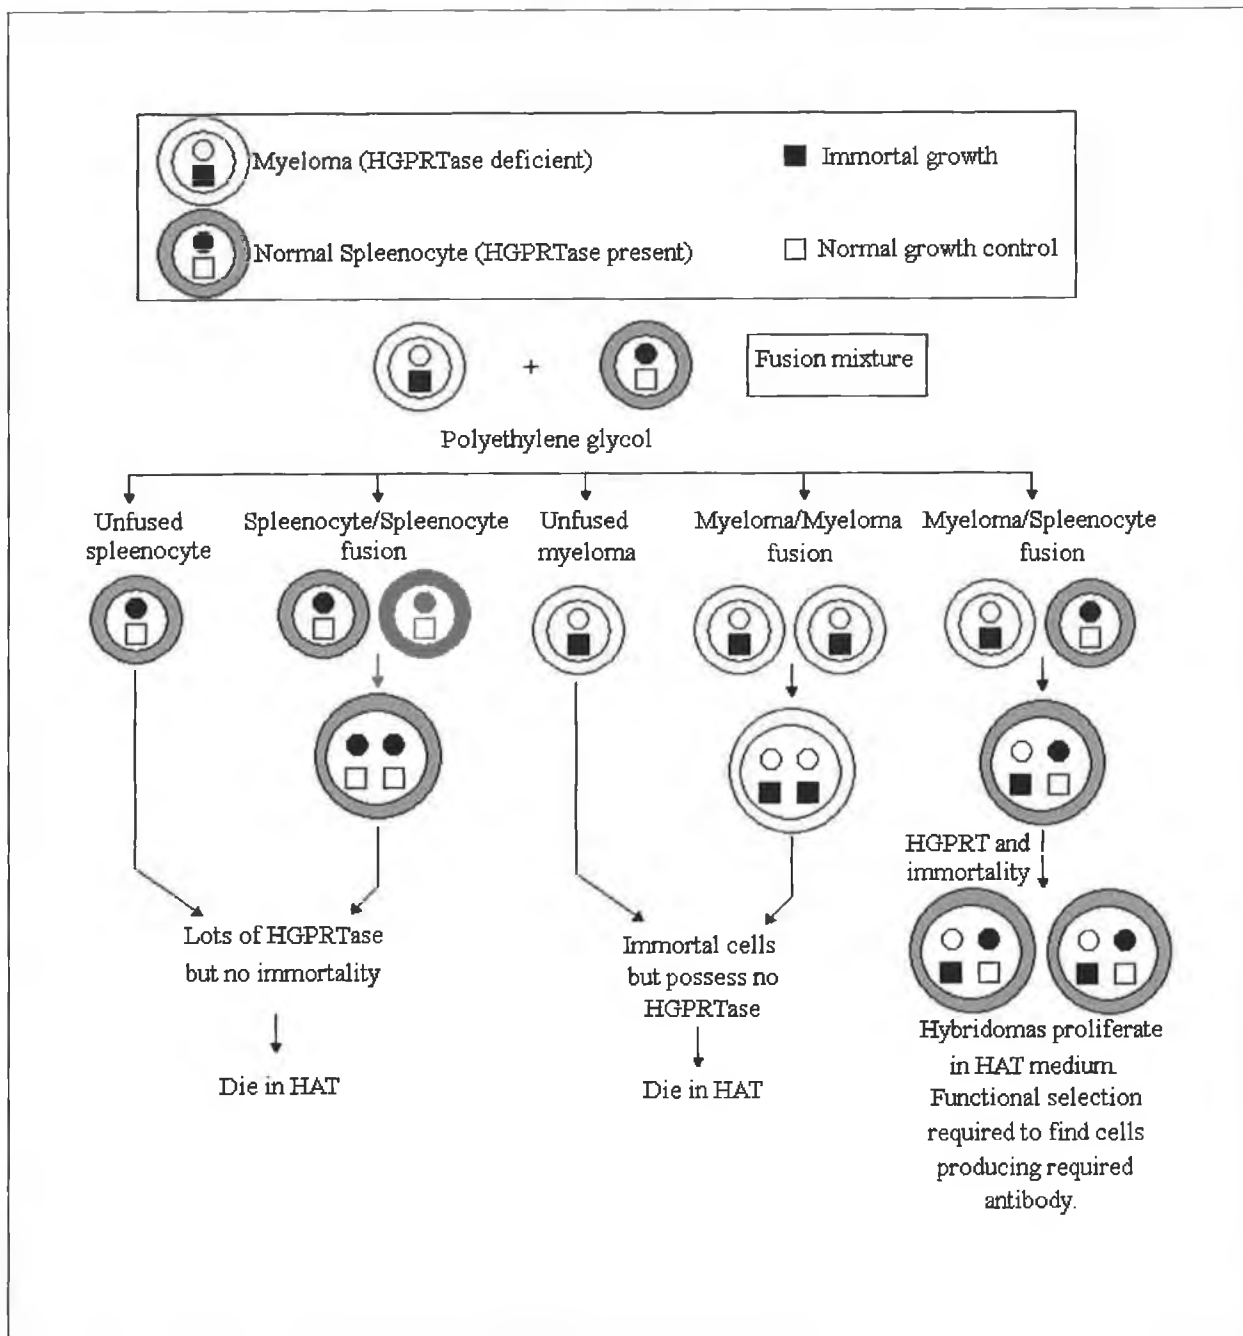 Myeloma (HGPRTase deficient)
Immortal growth
Normal Spleenocyte (HGPRTase present)
Normal growth control
+
Fusion mixture
Polyethylene glycol
Unfused
spleenocyte
Spleenocyte/Spleenocyte
fusion
Unfused
myeloma
Myeloma/Myeloma
fusion
Myeloma/Spleenocyte
fusion
HGPRT and
immortality
Lots of HGPRTase
but no immortality
Die in HAT
Immortal cells
but possess no
HGPRTase
Die in HAT
Hybridomas proliferate
in HAT medium.
Functional selection
required to find cells
producing required
antibody.